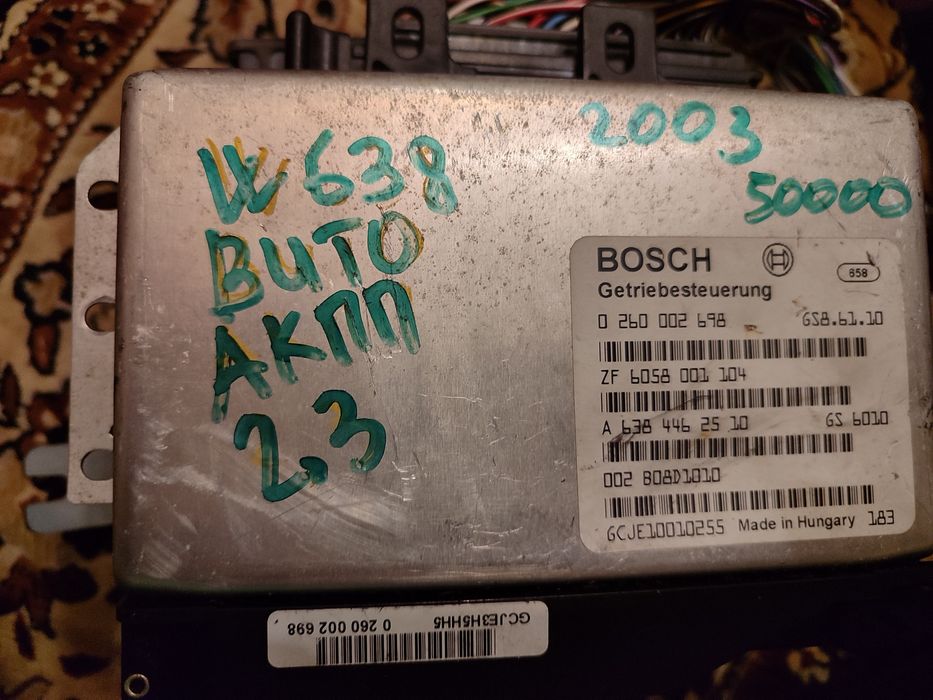 2003
50000
W638
ВИТО
АКПП
2,3
BOSCH
658
Getriebesteuerung
0 260 002 698 GS8.61.10
ZF 6058 001 104
A 638 446 25 10 GS 6010
002 B08D1010
GCJE10010255 Made in Hungary 183
GCJE3H5HH5
0 260 002 698